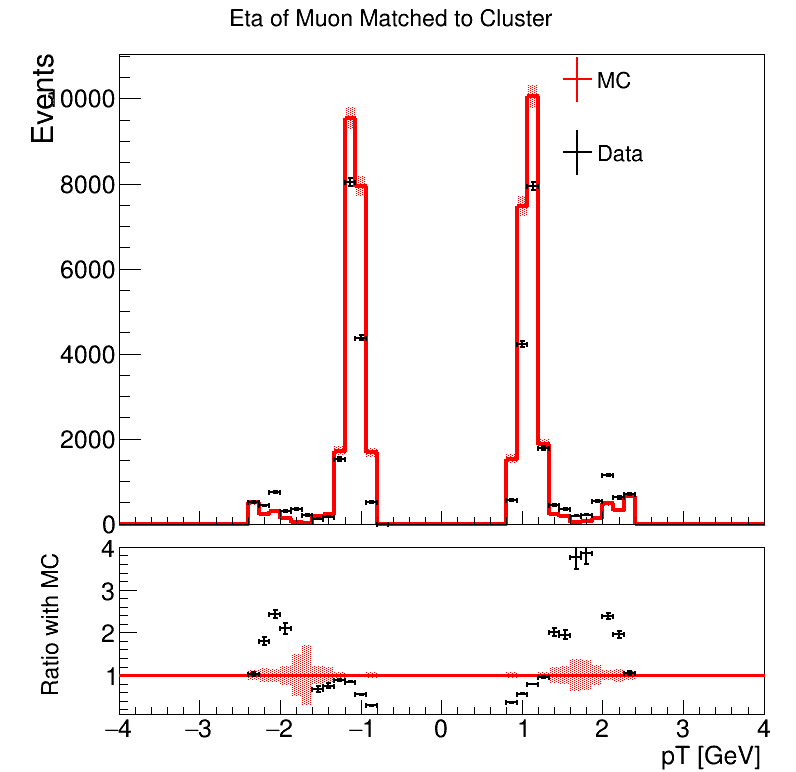 Eta of Muon Matched to Cluster
Events
10000
8000
6000
4000
2000
0
MC
Data
Ratio with MC
4
3
2
1
−4 −3 −2 −1 0 1 2 3 4
pT [GeV]